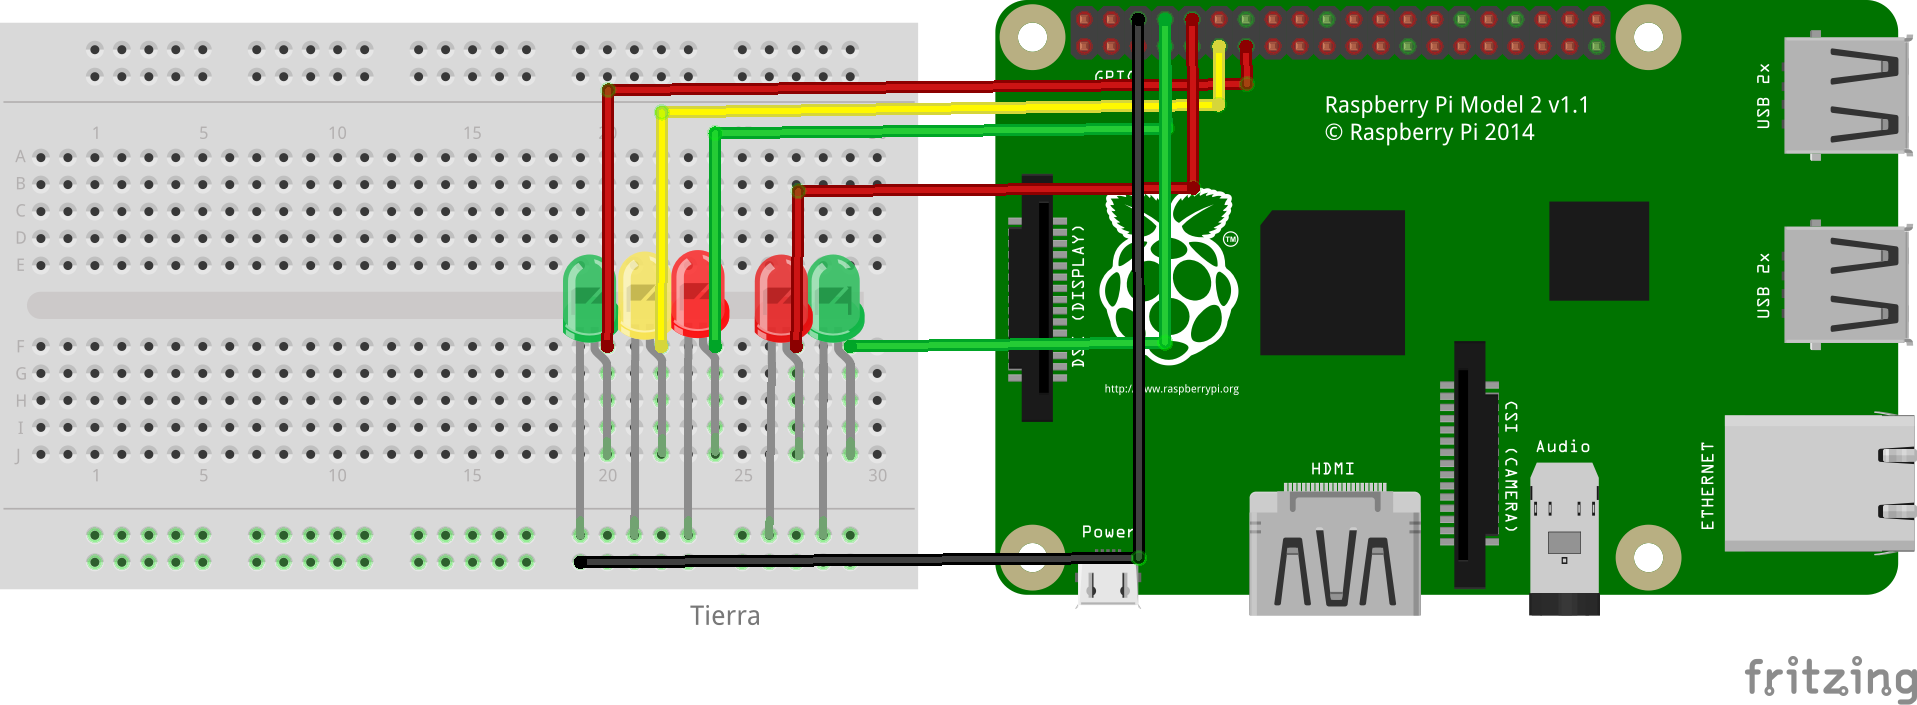 GPIO
Raspberry Pi Model 2 v1.1
© Raspberry Pi 2014
USB 2x
1 5 10 15 20 25
A
B
C
D
E
TM
DSI (DISPLAY)
USB 2x
F
G
H
I
J
http://www.raspberrypi.org
1 5 10 15 20 25 30
CSI (CAMERA)
Audio
HDMI
ETHERNET
Power
Tierra
fritzing